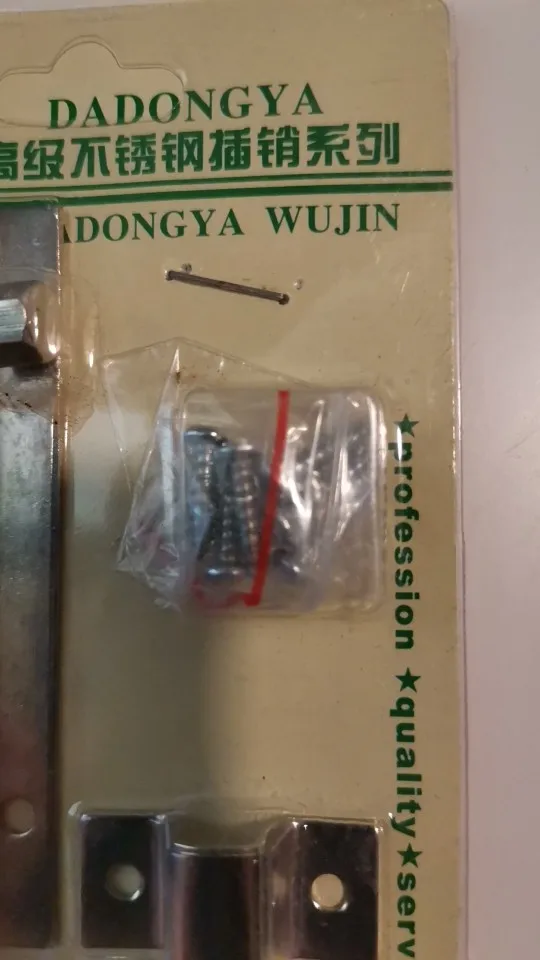 DADONGYA
高级不锈钢插销系列
ADONGYA WUJIN
★profession ★quality★serv